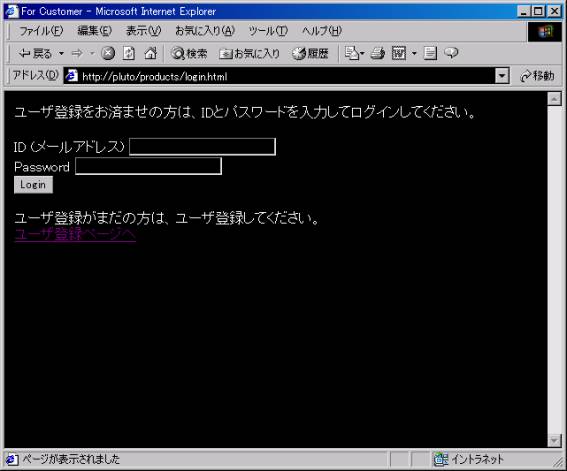 For Customer - Microsoft Internet Explorer
ファイル(F) 編集(E) 表示(V) お気に入り(A) ツール(T) ヘルプ(H)
戻る 検索 お気に入り 履歴
アドレス(D) http://pluto/products/login.html 移動
ユーザ登録をお済ませの方は、IDとパスワードを入力してログインしてください。
ID (メールアドレス)
Password
Login
ユーザ登録がまだの方は、ユーザ登録してください。
ユーザ登録ページへ
ページが表示されました イントラネット